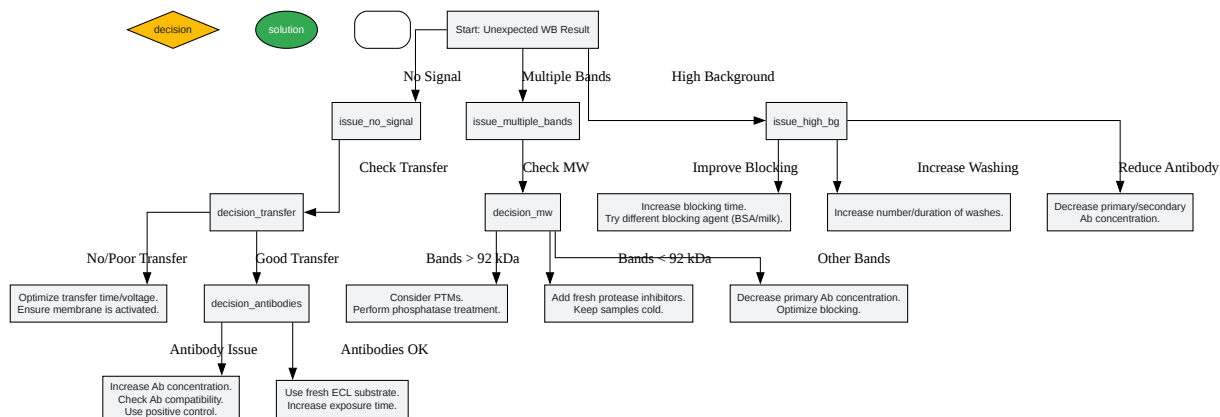 decision
solution
Start: Unexpected WB Result
No Signal
Multiple Bands
High Background
issue_no_signal
issue_multiple_bands
issue_high_bg
Check Transfer
Check MW
Improve Blocking
Increase Washing
Reduce Antibody
decision_transfer
decision_mw
Increase blocking time.
Try different blocking agent (BSA/milk).
Increase number/duration of washes.
Decrease primary/secondary
Ab concentration.
No/Poor Transfer
Good Transfer
Bands > 92 kDa
Bands < 92 kDa
Other Bands
Optimize transfer time/voltage.
Ensure membrane is activated.
decision_antibodies
Consider PTMs.
Perform phosphatase treatment.
Add fresh protease inhibitors.
Keep samples cold.
Decrease primary Ab concentration.
Optimize blocking.
Antibody Issue
Antibodies OK
Increase Ab concentration.
Check Ab compatibility.
Use positive control.
Use fresh ECL substrate.
Increase exposure time.